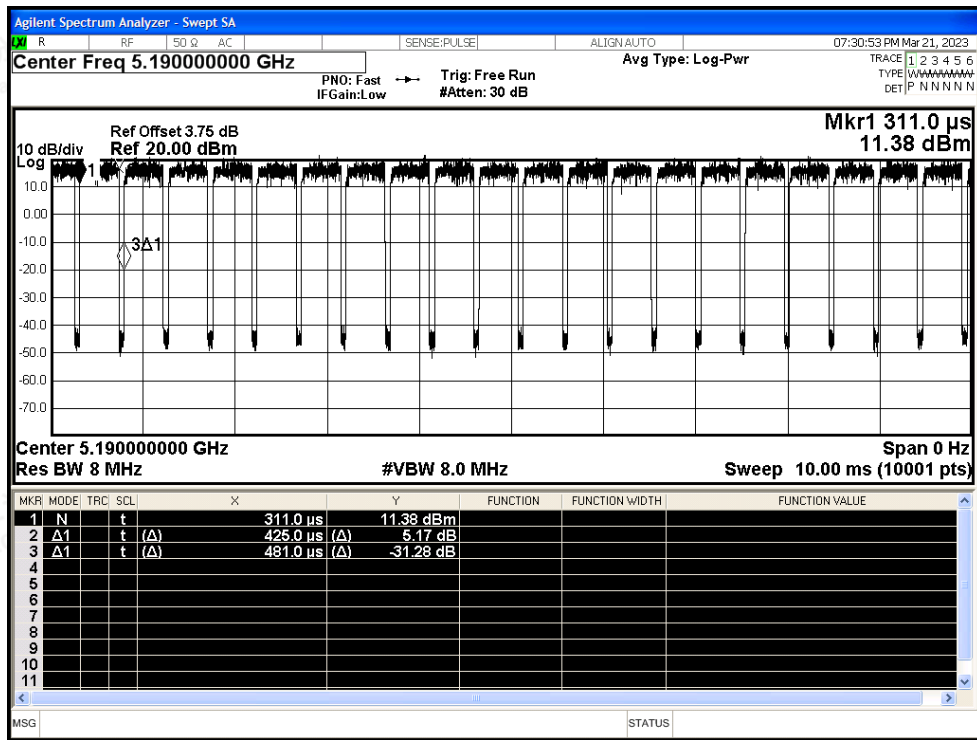 Agilent Spectrum Analyzer - Swept SA
LXI R RF 50 Ω AC SENSE:PULSE ALIGN AUTO 07:30:53 PM Mar 21, 2023
Center Freq 5.190000000 GHz
PNO: Fast
IFGain:Low
Trig: Free Run
#Atten: 30 dB
Avg Type: Log-Pwr
TRACE 1 2 3 4 5 6
TYPE WWWWWW
DET P N N N N N
Mkr1 311.0 µs
11.38 dBm
Ref Offset 3.75 dB
10 dB/div Ref 20.00 dBm
Log
1
10.0
0.00
-10.0
3Δ1
-20.0
-30.0
-40.0
-50.0
-60.0
-70.0
Center 5.190000000 GHz Span 0 Hz
Res BW 8 MHz #VBW 8.0 MHz Sweep 10.00 ms (10001 pts)
MKR MODE TRC SCL X Y FUNCTION FUNCTION WIDTH FUNCTION VALUE
1 N t 311.0 µs 11.38 dBm
2 Δ1 t (Δ) 425.0 µs (Δ) 5.17 dB
3 Δ1 t (Δ) 481.0 µs (Δ) -31.28 dB
4
5
6
7
8
9
10
11
MSG STATUS